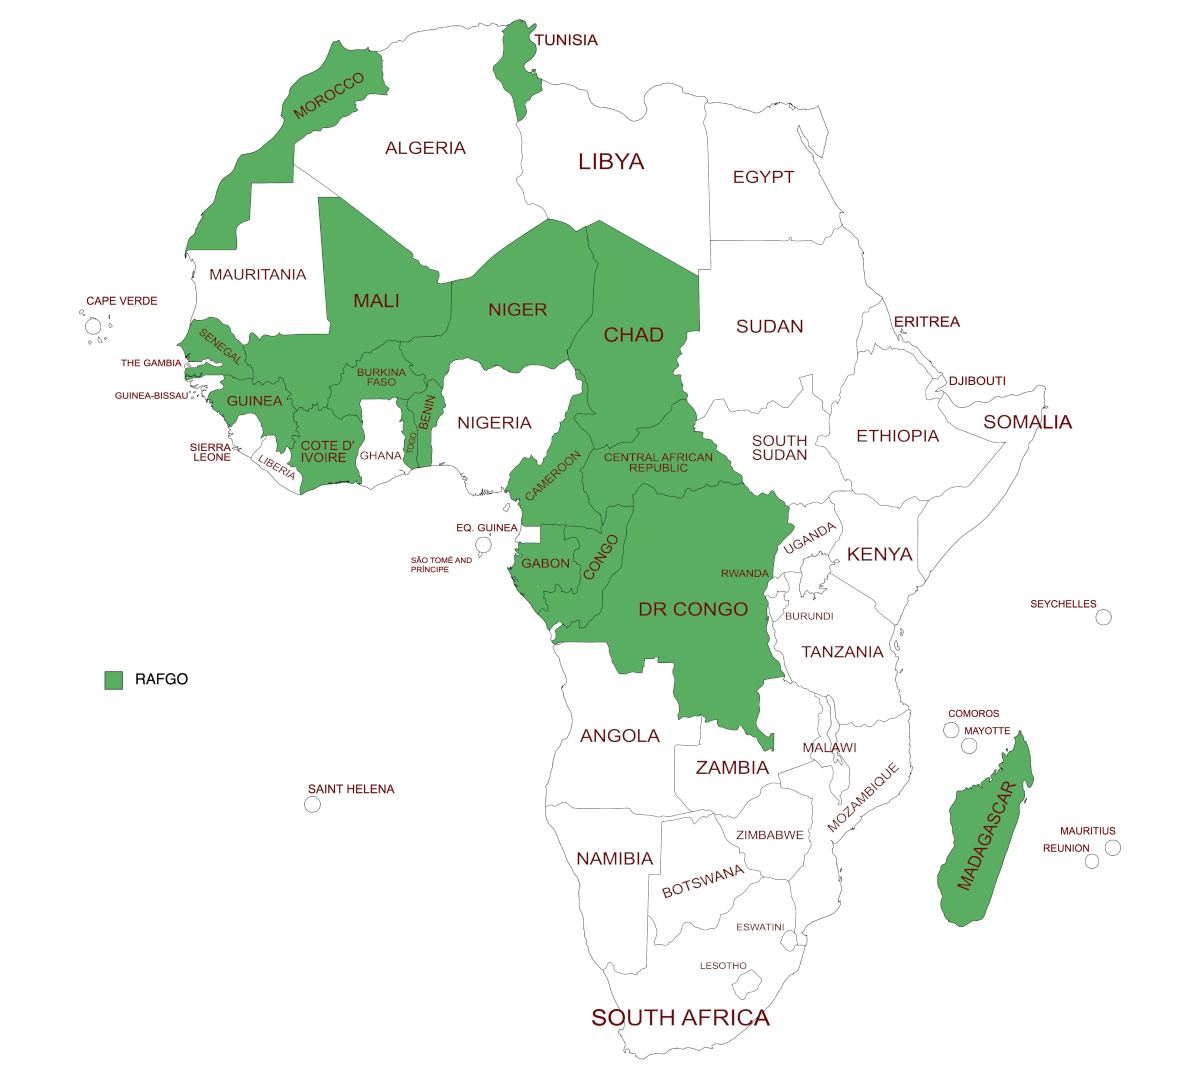 TUNISIA
MOROCCO
ALGERIA
LIBYA
EGYPT
MAURITANIA
CAPE VERDE
MALI
NIGER
CHAD
SUDAN
ERITREA
SENEGAL
THE GAMBIA
BURKINA
FASO
DJIBOUTI
GUINEA-BISSAU
GUINEA
BENIN
NIGERIA
SOMALIA
ETHIOPIA
SOUTH
SUDAN
SIERRA
LEONE
LIBERIA
COTE D'
IVOIRE
GHANA
TOGO
CAMEROON
CENTRAL AFRICAN
REPUBLIC
EQ. GUINEA
SÃO TOMÉ AND
PRÍNCIPE
GABON
CONGO
UGANDA
KENYA
RWANDA
DR CONGO
BURUNDI
SEYCHELLES
TANZANIA
RAFGO
COMOROS
MAYOTTE
ANGOLA
ZAMBIA
MALAWI
MOZAMBIQUE
SAINT HELENA
MADAGASCAR
MAURITIUS
REUNION
ZIMBABWE
NAMIBIA
BOTSWANA
ESWATINI
LESOTHO
SOUTH AFRICA